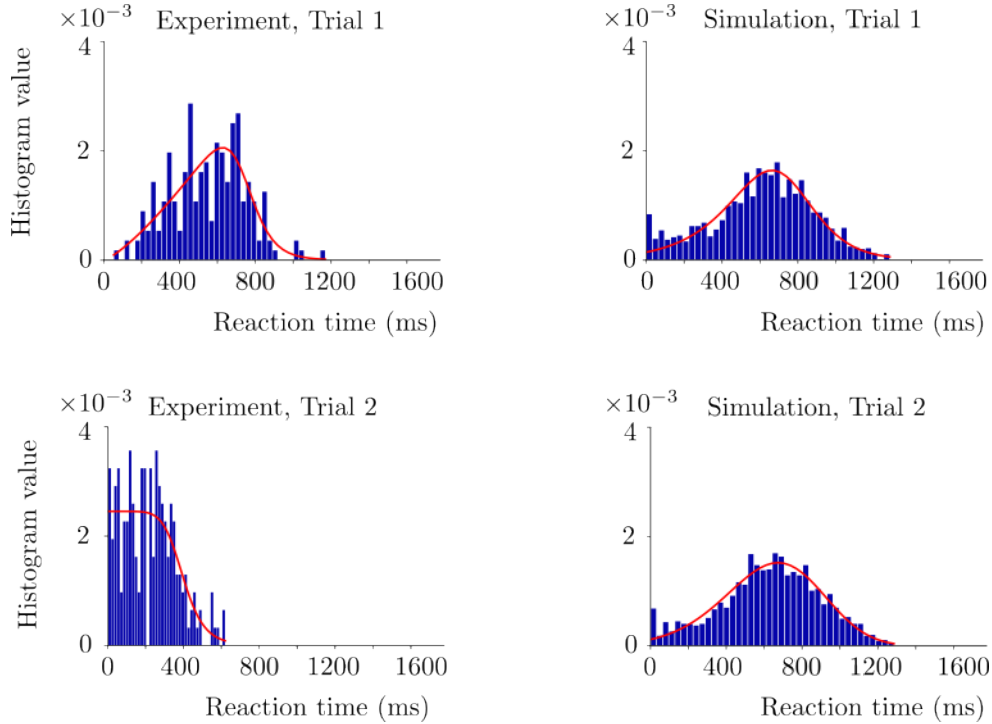 ×10⁻³ Experiment, Trial 1
4
2
0
Histogram value
0 400 800 1200 1600
Reaction time (ms)
×10⁻³ Simulation, Trial 1
4
2
0
0 400 800 1200 1600
Reaction time (ms)
×10⁻³ Experiment, Trial 2
4
2
0
Histogram value
0 400 800 1200 1600
Reaction time (ms)
×10⁻³ Simulation, Trial 2
4
2
0
0 400 800 1200 1600
Reaction time (ms)